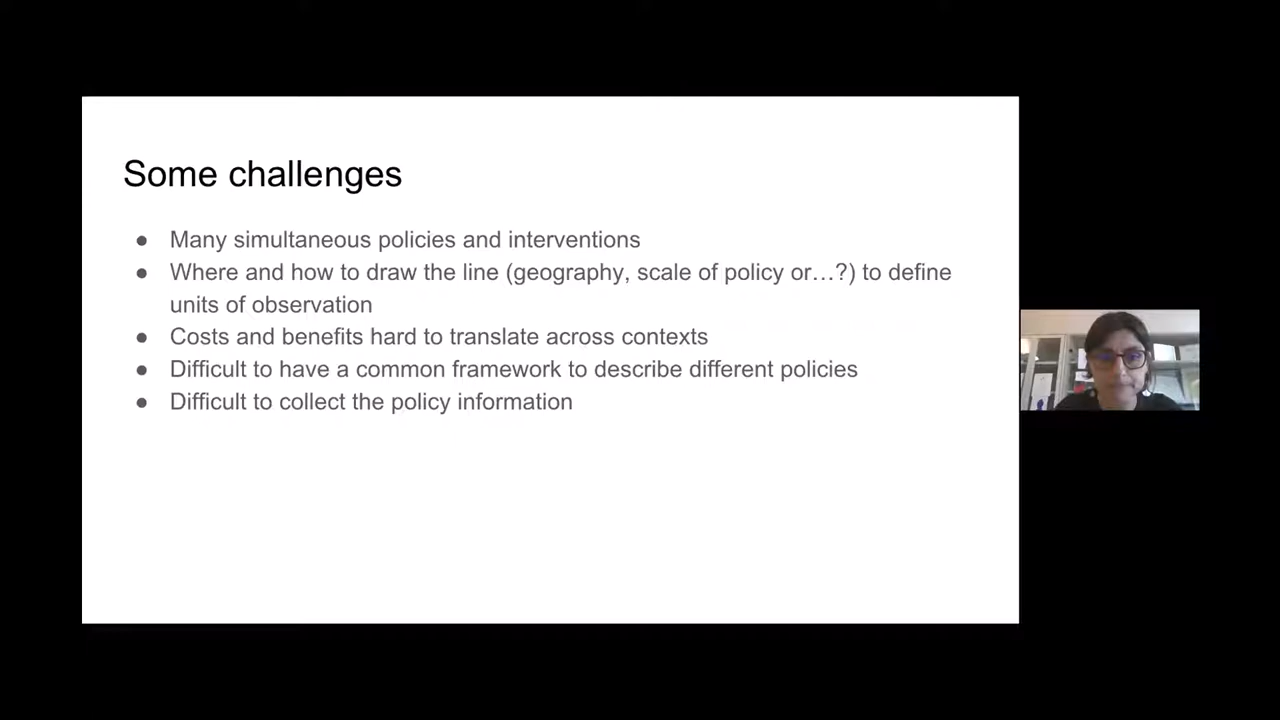 Some challenges
● Many simultaneous policies and interventions
● Where and how to draw the line (geography, scale of policy or…?) to define
units of observation
● Costs and benefits hard to translate across contexts
● Difficult to have a common framework to describe different policies
● Difficult to collect the policy information